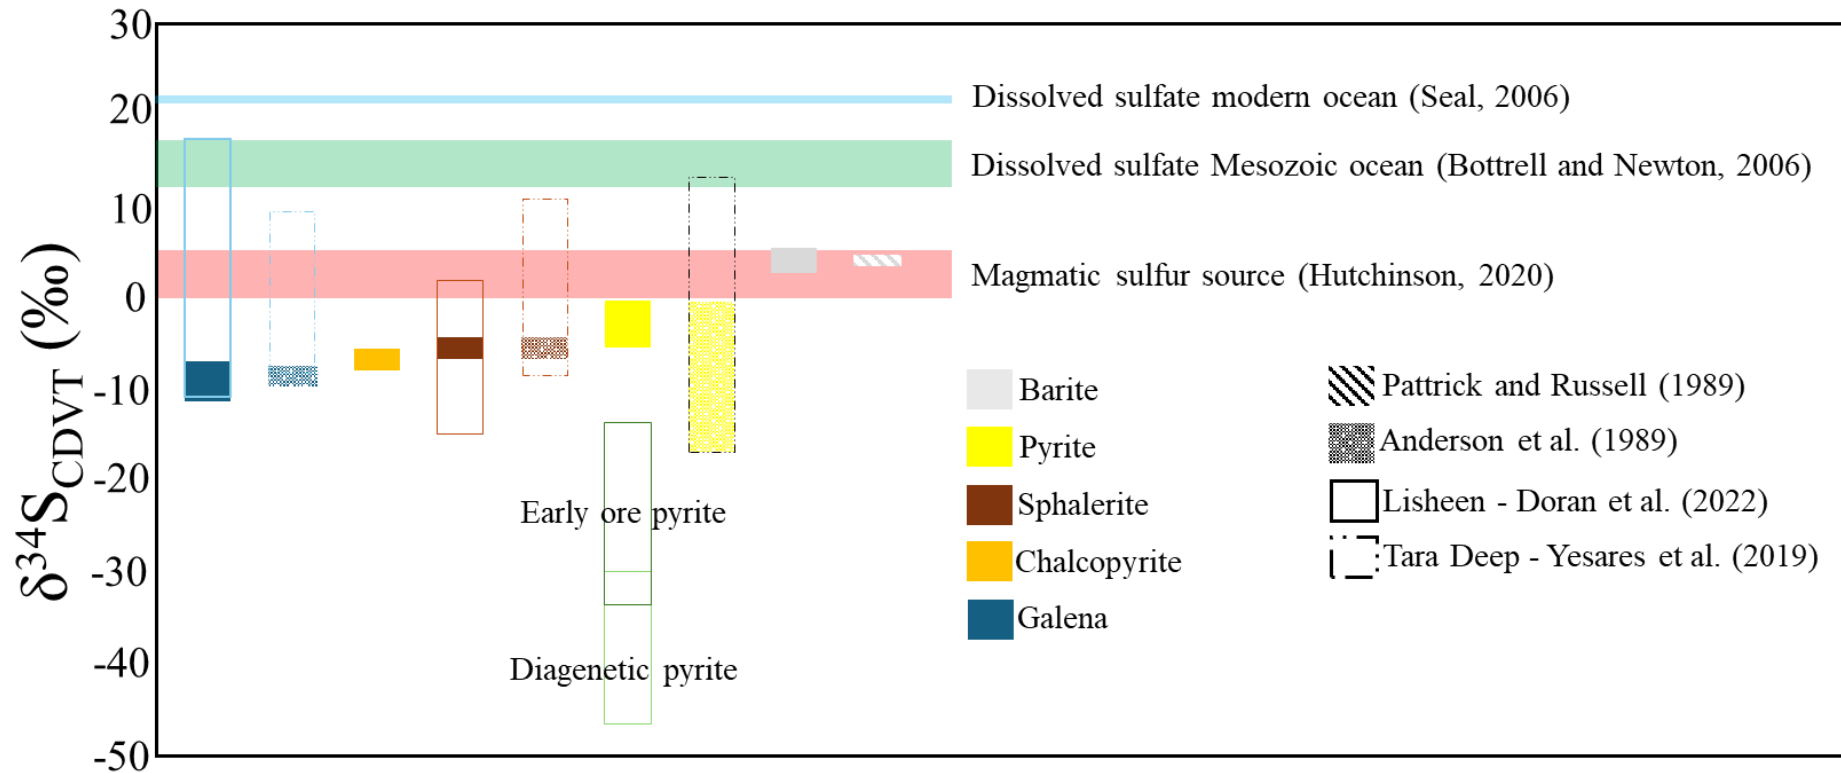 30
20
10
0
-10
-20
-30
-40
-50
δ34SCDVT (‰)
Dissolved sulfate modern ocean (Seal, 2006)
Dissolved sulfate Mesozoic ocean (Bottrell and Newton, 2006)
Magmatic sulfur source (Hutchinson, 2020)
Early ore pyrite
Diagenetic pyrite
Barite
Pyrite
Sphalerite
Chalcopyrite
Galena
Pattrick and Russell (1989)
Anderson et al. (1989)
Lisheen - Doran et al. (2022)
Tara Deep - Yesares et al. (2019)